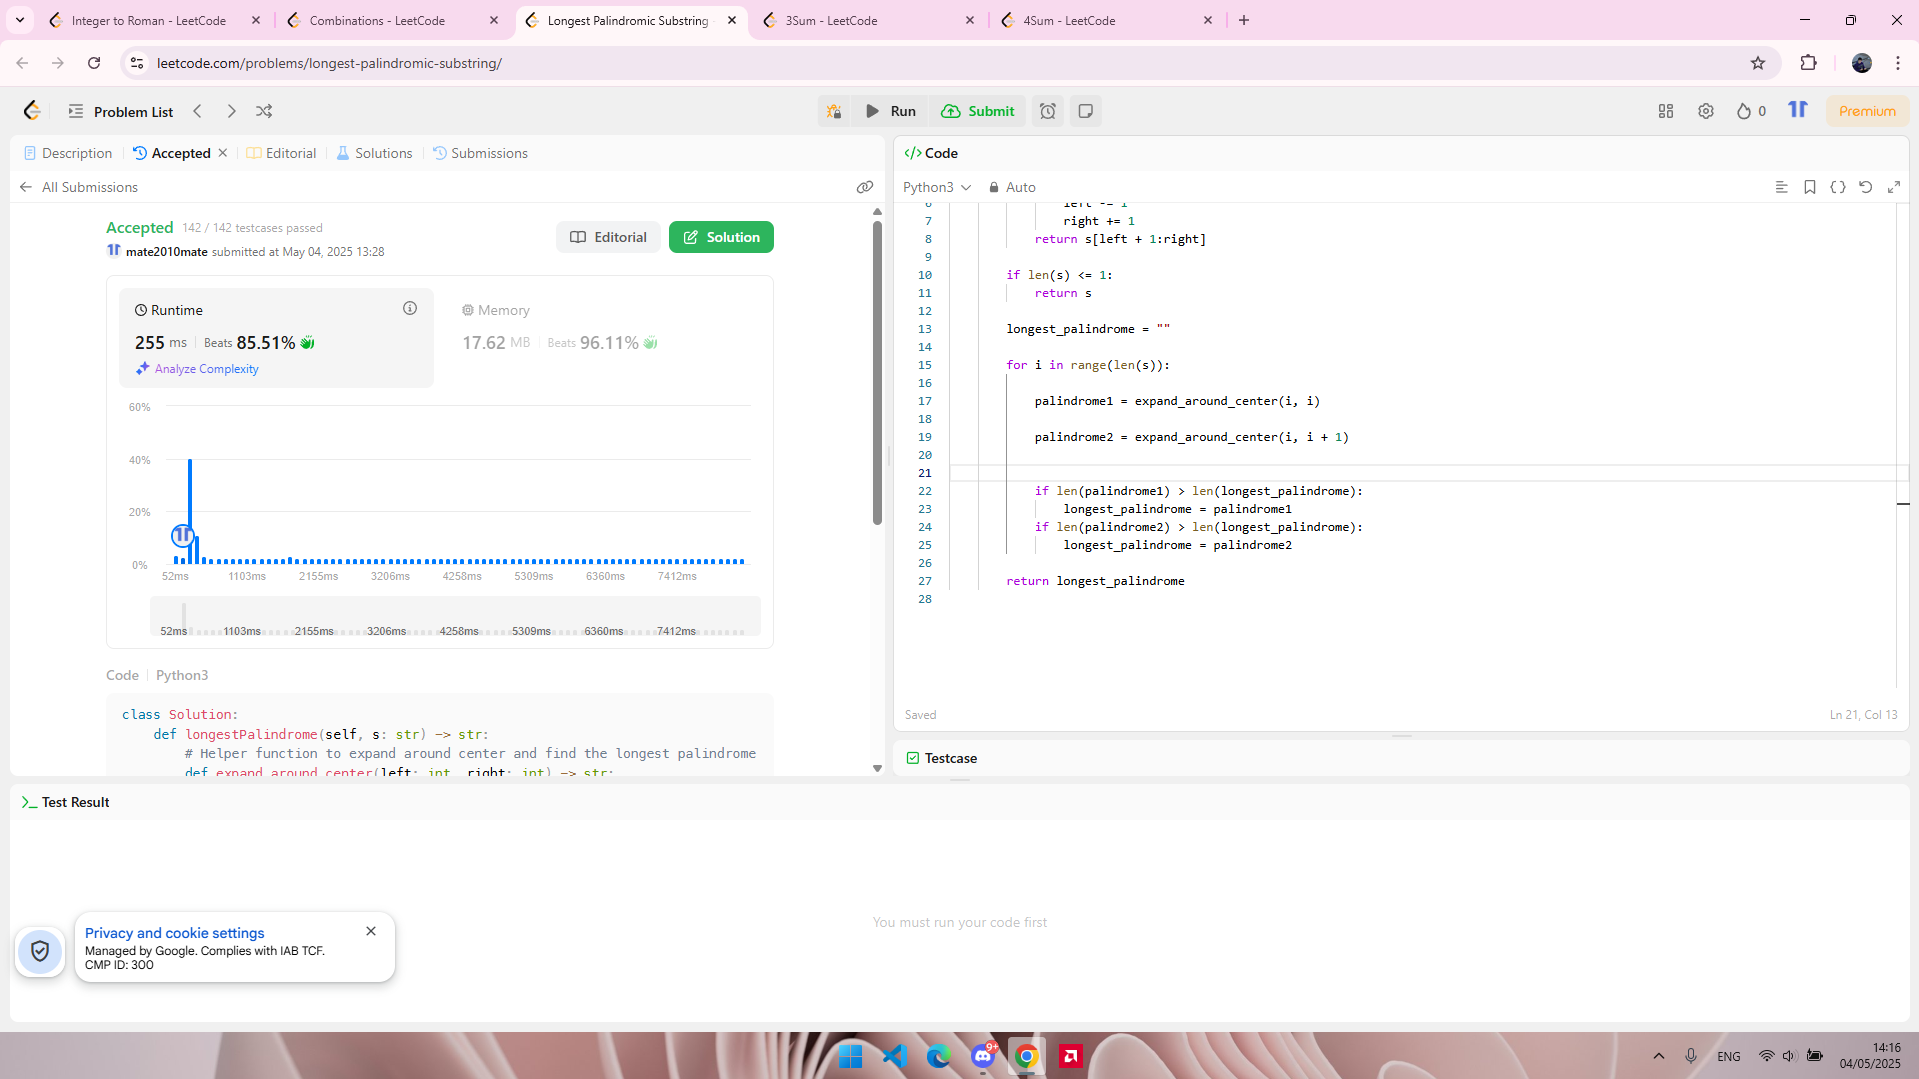 Integer to Roman - LeetCode
Combinations - LeetCode
Longest Palindromic Substring
3Sum - LeetCode
4Sum - LeetCode
leetcode.com/problems/longest-palindromic-substring/
Problem List
Run
Submit
0
Premium
Description
Accepted
Editorial
Solutions
Submissions
All Submissions
Accepted 142 / 142 testcases passed
mate2010mate submitted at May 04, 2025 13:28
Editorial
Solution
Runtime
255 ms Beats 85.51%
Analyze Complexity
Memory
17.62 MB Beats 96.11%
60%
40%
20%
0%
52ms 1103ms 2155ms 3206ms 4258ms 5309ms 6360ms 7412ms
52ms 1103ms 2155ms 3206ms 4258ms 5309ms 6360ms 7412ms
Code Python3
class Solution:
def longestPalindrome(self, s: str) -> str:
# Helper function to expand around center and find the longest palindrome
def expand_around_center(left: int, right: int) -> str:
</> Code
Python3
Auto
6 left -= 1
7 right += 1
8 return s[left + 1:right]
9
10 if len(s) <= 1:
11 return s
12
13 longest_palindrome = ""
14
15 for i in range(len(s)):
16
17 palindrome1 = expand_around_center(i, i)
18
19 palindrome2 = expand_around_center(i, i + 1)
20
21
22 if len(palindrome1) > len(longest_palindrome):
23 longest_palindrome = palindrome1
24 if len(palindrome2) > len(longest_palindrome):
25 longest_palindrome = palindrome2
26
27 return longest_palindrome
28
Saved
Ln 21, Col 13
Testcase
Test Result
You must run your code first
Privacy and cookie settings
Managed by Google. Complies with IAB TCF.
CMP ID: 300
9+
ENG
14:16
04/05/2025